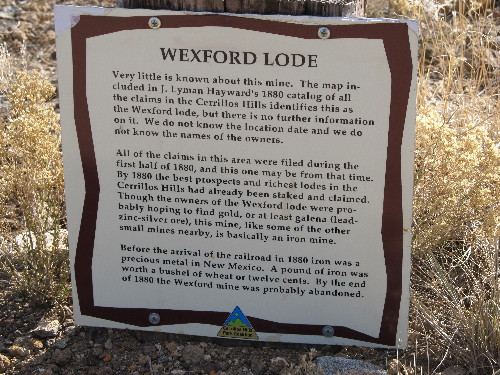 WEXFORD LODE
Very little is known about this mine. The map in-
cluded in J. Lyman Hayward's 1880 catalog of all
the claims in the Cerrillos Hills identifies this as
the Wexford lode, but there is no further information
on it. We do not know the location date and we do
not know the names of the owners.
All of the claims in this area were filed during the
first half of 1880, and this one may be from that time.
By 1880 the best prospects and richest lodes in the
Cerrillos Hills had already been staked and claimed.
Though the owners of the Wexford lode were pro-
bably hoping to find gold, or at least galena (lead-
zinc-silver ore), this mine, like some of the other
small mines nearby, is basically an iron mine.
Before the arrival of the railroad in 1880 iron was a
precious metal in New Mexico. A pound of iron was
worth a bushel of wheat or twelve cents. By the end
of 1880 the Wexford mine was probably abandoned.
Cerrillos Hills
Park Coalition